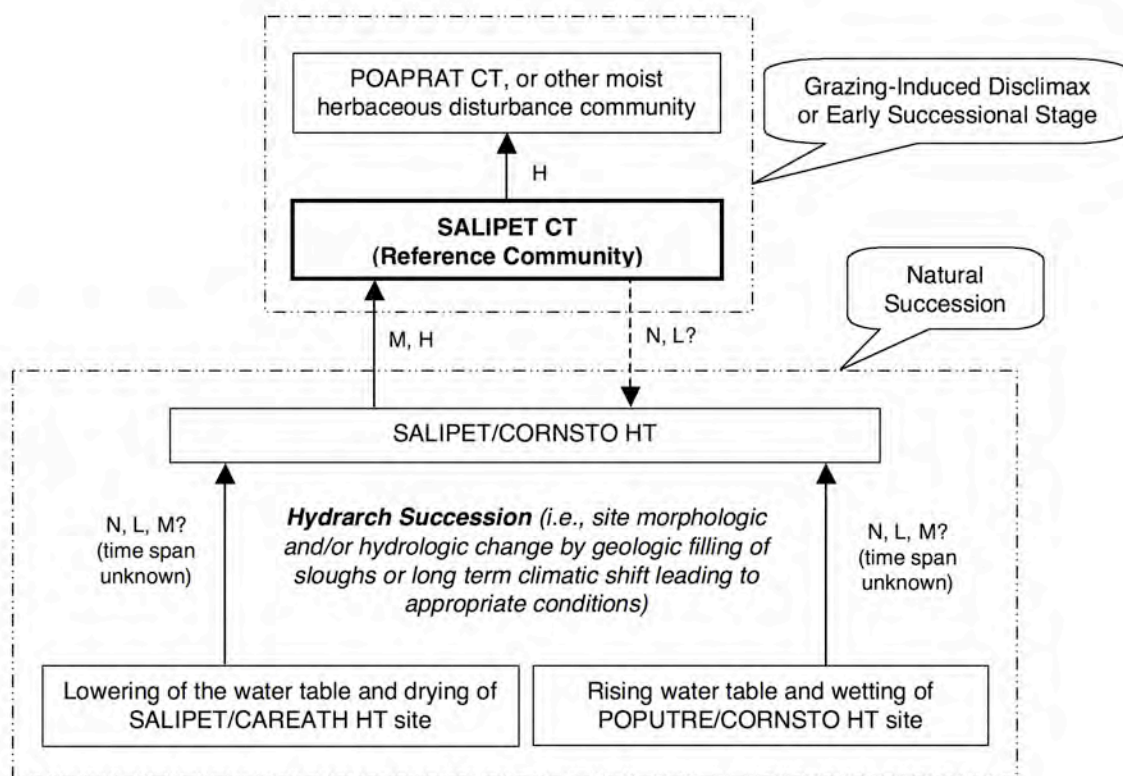 POAPRAT CT, or other moist
herbaceous disturbance community
Grazing-Induced Disclimax
or Early Successional Stage
H
SALIPET CT
(Reference Community)
Natural
Succession
M, H
N, L?
SALIPET/CORNSTO HT
N, L, M?
(time span
unknown)
Hydrarch Succession (i.e., site morphologic
and/or hydrologic change by geologic filling of
sloughs or long term climatic shift leading to
appropriate conditions)
N, L, M?
(time span
unknown)
Lowering of the water table and drying of
SALIPET/CAREATH HT site
Rising water table and wetting of
POPUTRE/CORNSTO HT site